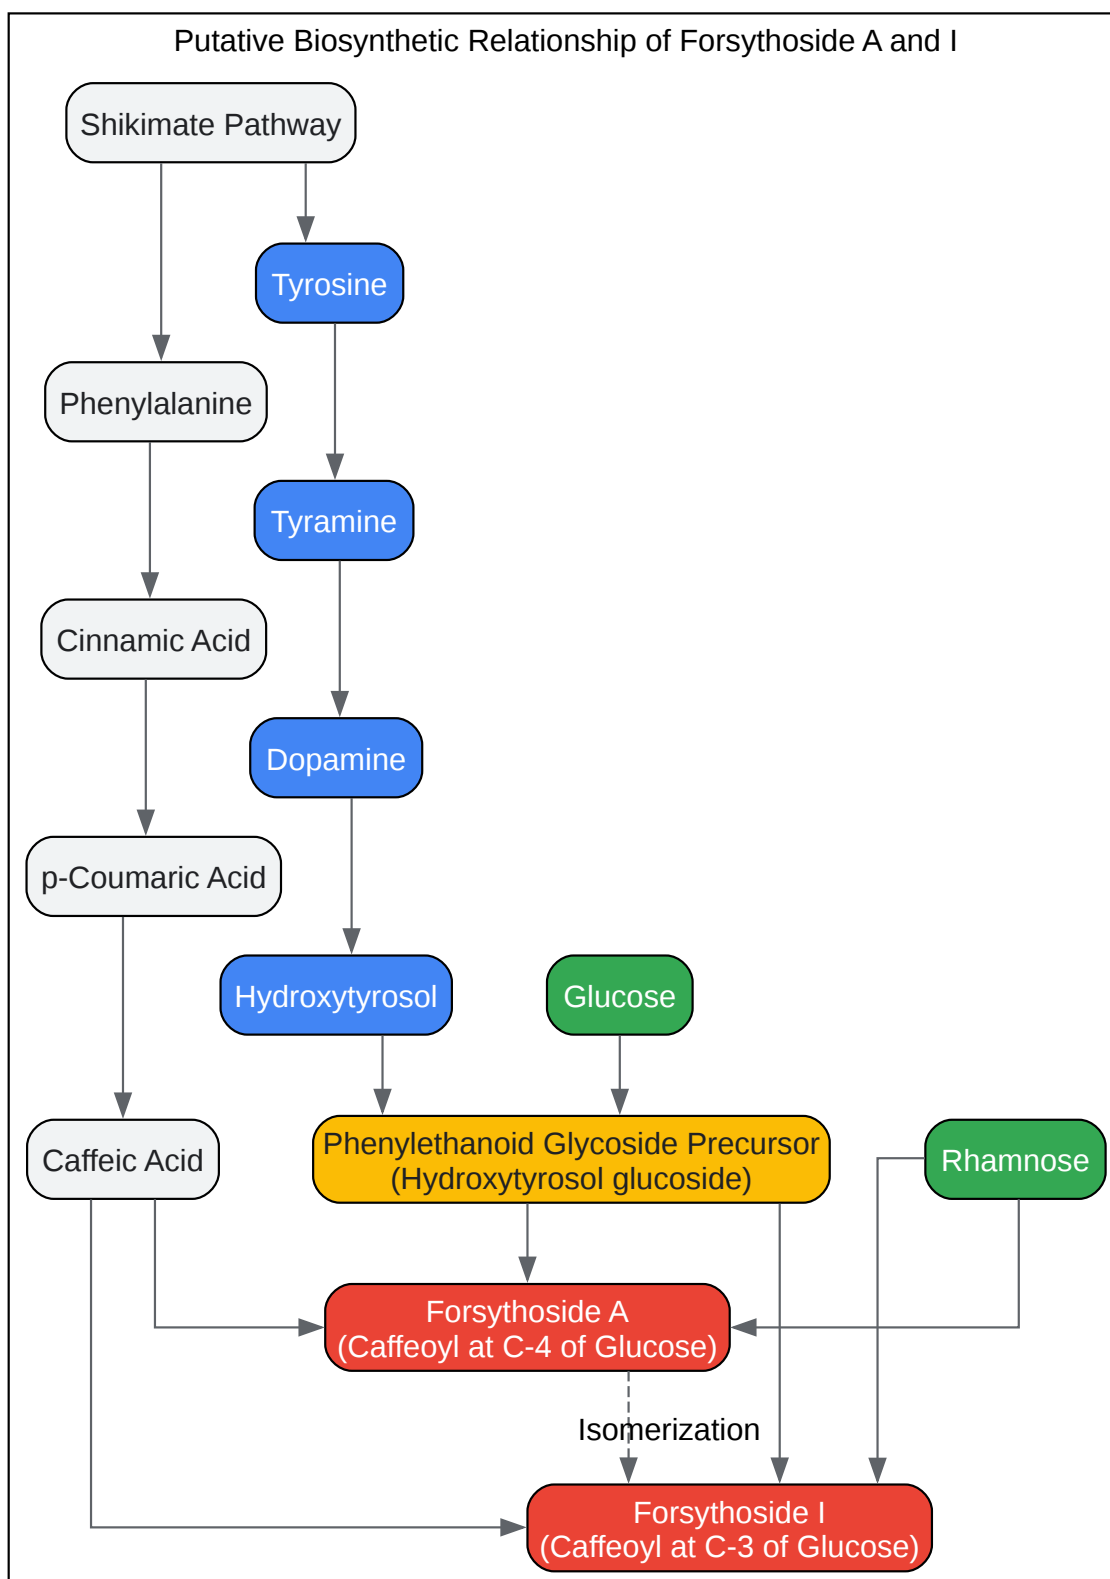 Putative Biosynthetic Relationship of Forsythoside A and I
Shikimate Pathway
Tyrosine
Phenylalanine
Tyramine
Cinnamic Acid
Dopamine
p-Coumaric Acid
Hydroxytyrosol
Glucose
Caffeic Acid
Phenylethanoid Glycoside Precursor
(Hydroxytyrosol glucoside)
Rhamnose
Forsythoside A
(Caffeoyl at C-4 of Glucose)
Isomerization
Forsythoside I
(Caffeoyl at C-3 of Glucose)